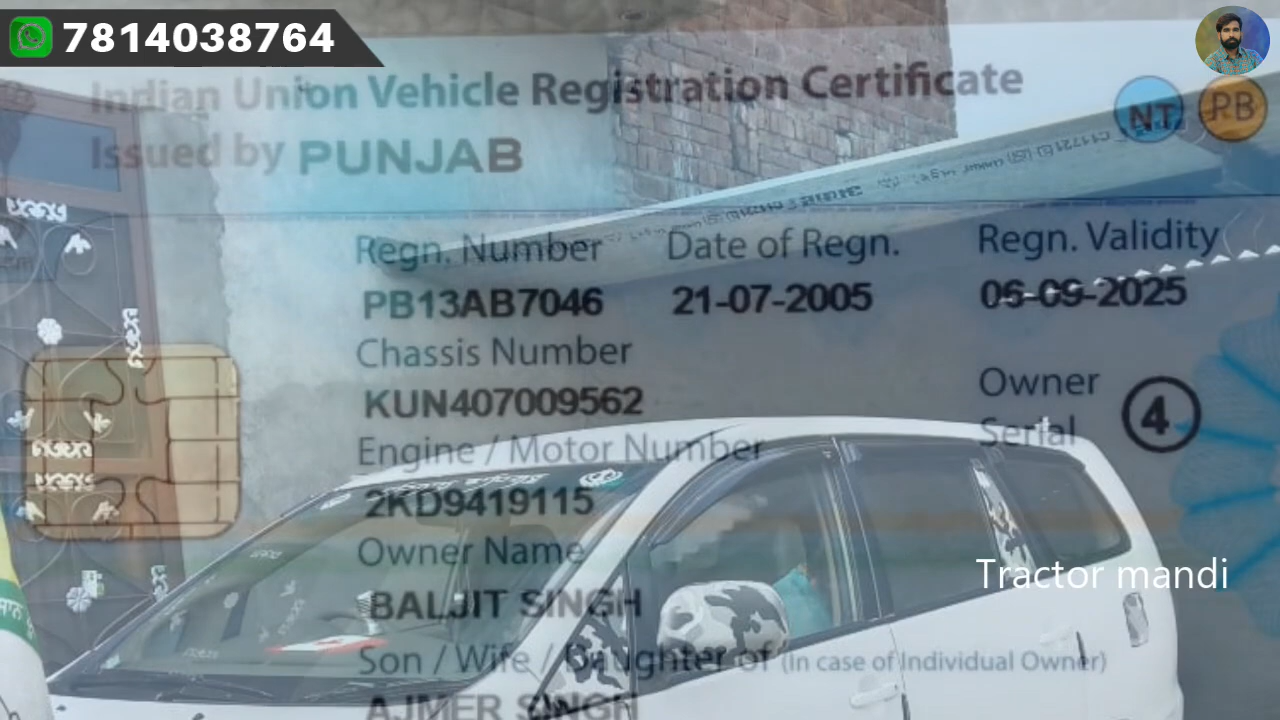 7814038764
Indian Union Vehicle Registration Certificate
Issued by PUNJAB
NT PB
Regn. Number Date of Regn. Regn. Validity
PB13AB7046 21-07-2005 06-09-2025
Chassis Number
KUN407009562
Owner
Serial 4
Engine / Motor Number
2KD9419115
Owner Name
Tractor mandi
BALJIT SINGH
Son / Wife / Daughter of (In case of Individual Owner)
AJMER SINGH